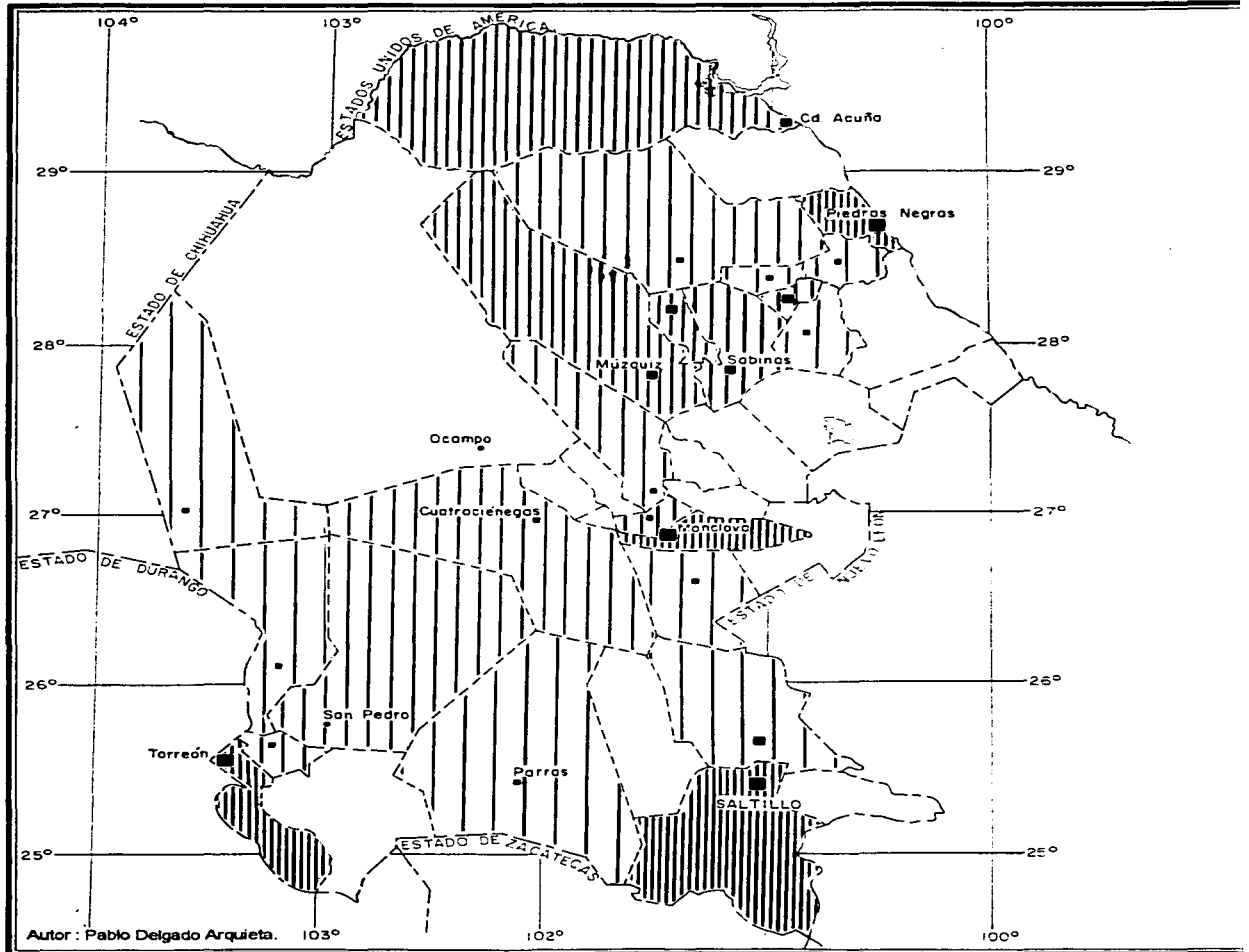 104°
103°
100°
ESTADOS UNIDOS DE AMÉRICA
Cd. Acuña
29°
29°
Piedras Negras
ESTADO DE CHIHUAHUA
28°
28°
Múzquiz
Sabinas
Ocampo
27°
Cuatrociénegas
Monclova
27°
ESTADO DE DURANGO
ESTADO DE NUEVO LEON
26°
26°
San Pedro
Torreón
Parras
SALTILLO
25°
ESTADO DE ZACATECAS
25°
Autor : Pablo Delgado Arquieta.
103°
102°
100°